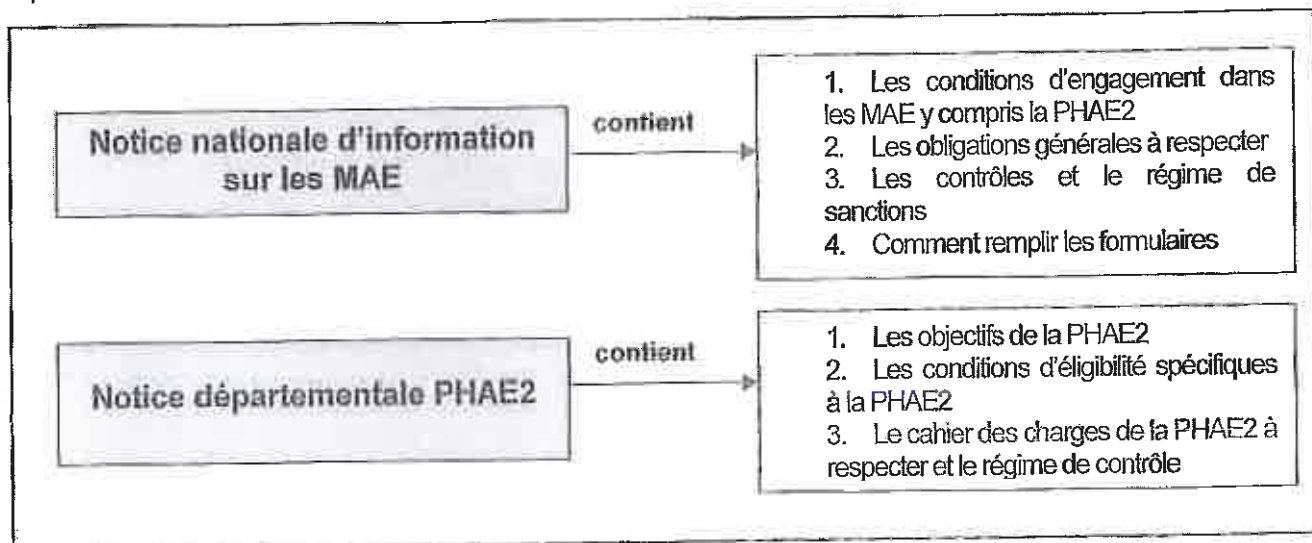 Notice nationale d'information
sur les MAE
contient
1. Les conditions d'engagement dans
les MAE y compris la PHAE2
2. Les obligations générales à respecter
3. Les contrôles et le régime de
sanctions
4. Comment remplir les formulaires
Notice départementale PHAE2
contient
1. Les objectifs de la PHAE2
2. Les conditions d'éligibilité spécifiques
à la PHAE2
3. Le cahier des charges de la PHAE2 à
respecter et le régime de contrôle